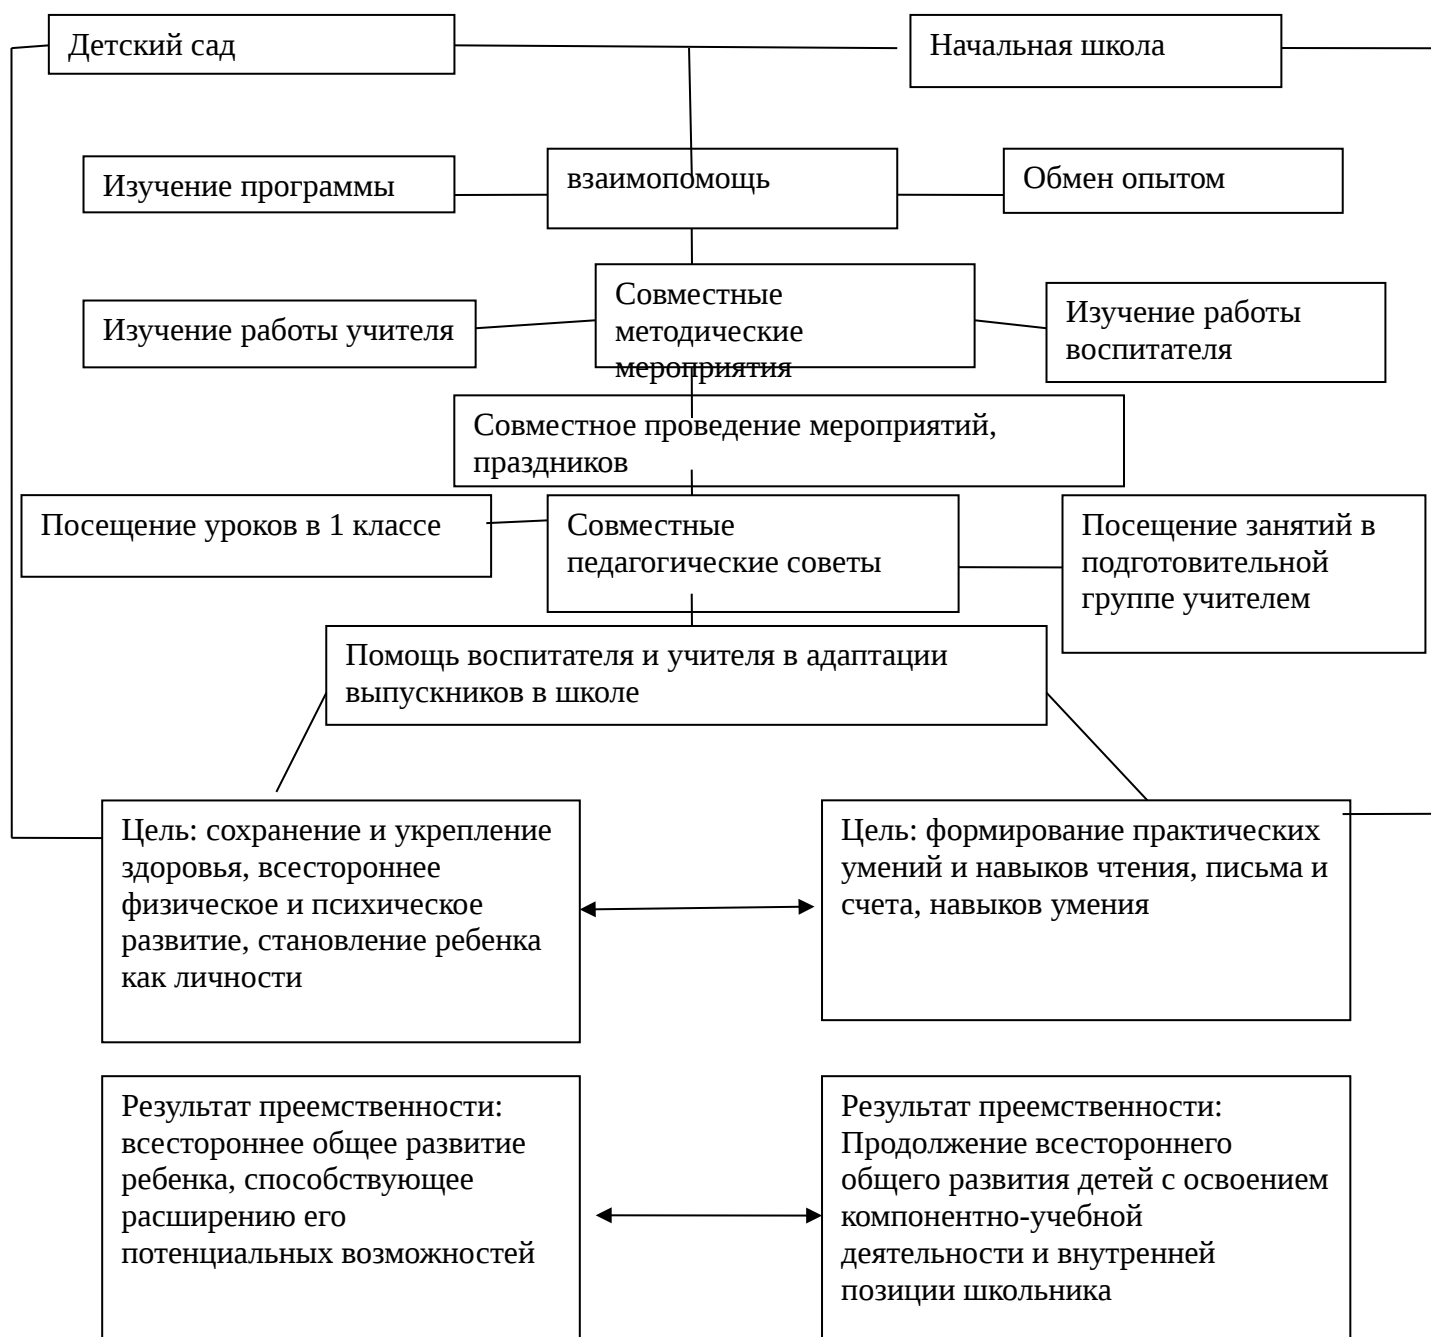 Детский сад
Начальная школа
Изучение программы
взаимопомощь
Обмен опытом
Совместные
методические
мероприятия
Изучение работы учителя
Изучение работы
воспитателя
Совместное проведение мероприятий,
праздников
Посещение уроков в 1 классе
Совместные
педагогические советы
Посещение занятий в
подготовительной
группе учителем
Помощь воспитателя и учителя в адаптации
выпускников в школе
Цель: сохранение и укрепление
здоровья, всестороннее
физическое и психическое
развитие, становление ребенка
как личности
Цель: формирование практических
умений и навыков чтения, письма и
счета, навыков умения
Результат преемственности:
всестороннее общее развитие
ребенка, способствующее
расширению его
потенциальных возможностей
Результат преемственности:
Продолжение всестороннего
общего развития детей с освоением
компонентно-учебной
деятельности и внутренней
позиции школьника